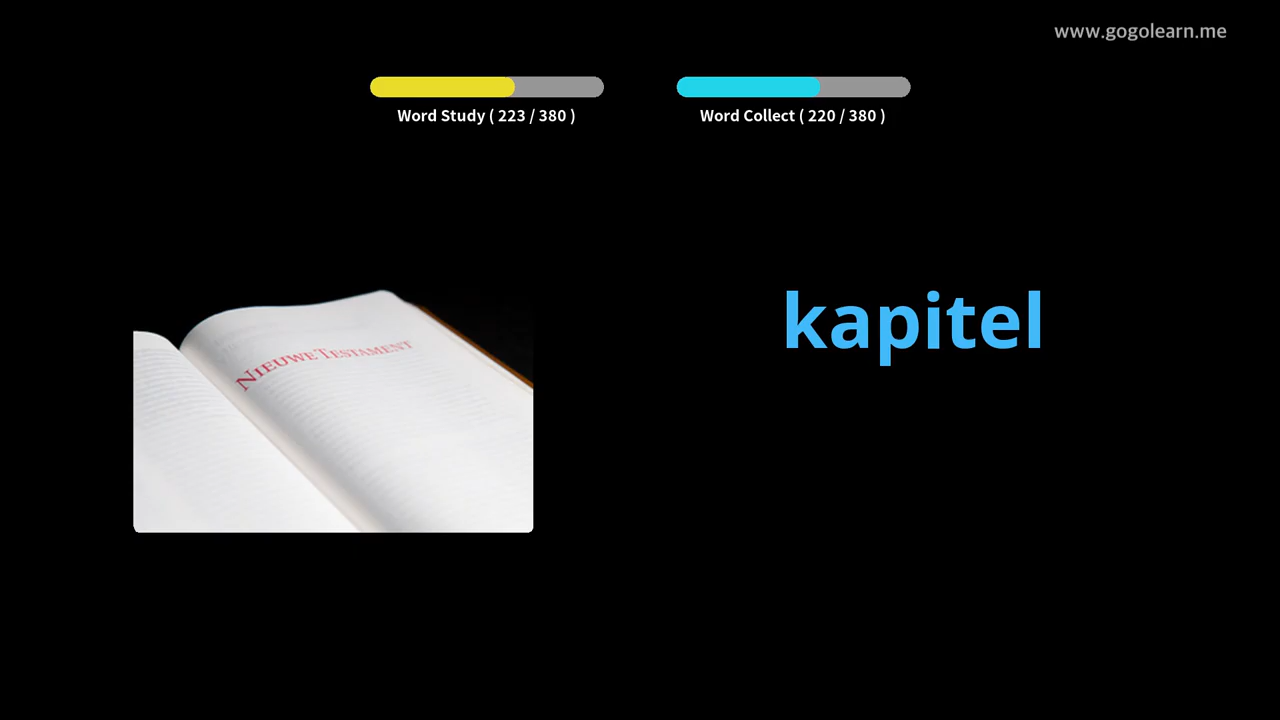 www.gogolearn.me
Word Study ( 223 / 380 )
Word Collect ( 220 / 380 )
NIEUWE TESTAMENT
kapitel